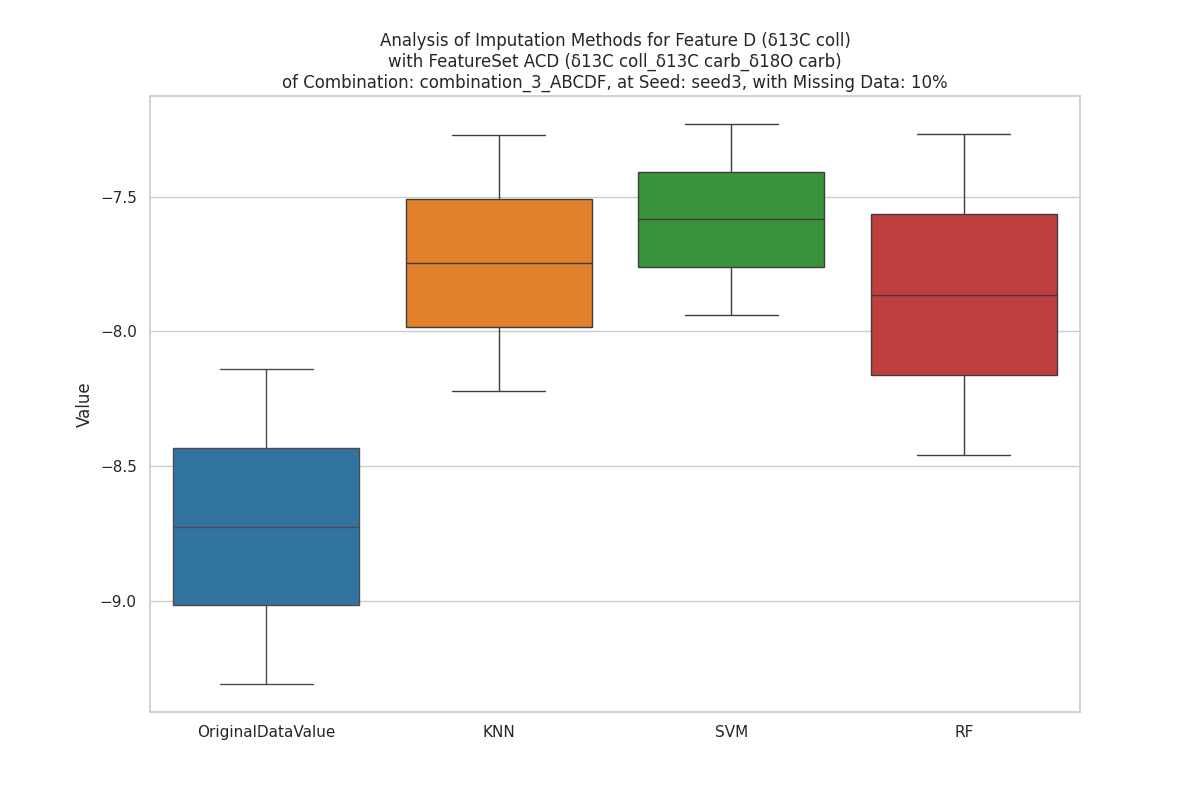 Analysis of Imputation Methods for Feature D (δ13C coll)
with FeatureSet ACD (δ13C coll_δ13C carb_δ18O carb)
of Combination: combination_3_ABCDF, at Seed: seed3, with Missing Data: 10%
−7.5
−8.0
−8.5
−9.0
Value
OriginalDataValue
KNN
SVM
RF